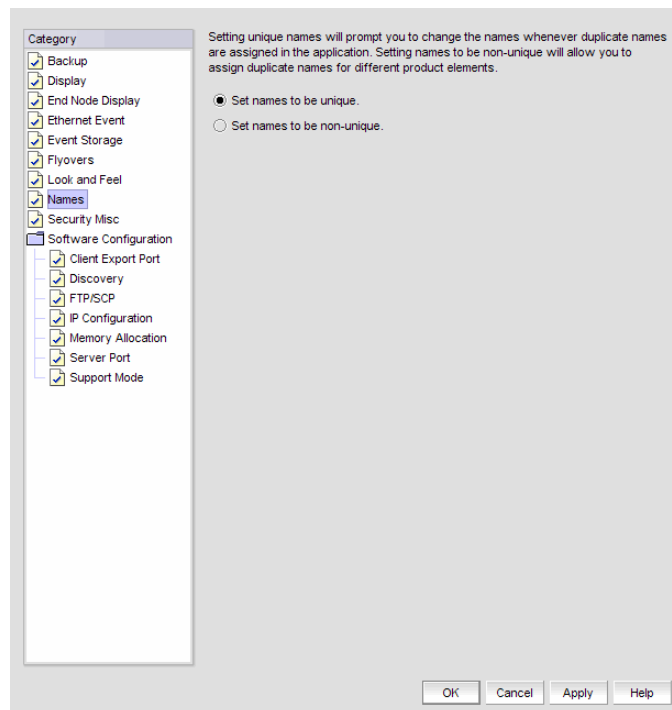 Category
Backup
Display
End Node Display
Ethernet Event
Event Storage
Flyovers
Look and Feel
Names
Security Misc
Software Configuration
Client Export Port
Discovery
FTP/SCP
IP Configuration
Memory Allocation
Server Port
Support Mode
Setting unique names will prompt you to change the names whenever duplicate names
are assigned in the application. Setting names to be non-unique will allow you to
assign duplicate names for different product elements.
Set names to be unique.
Set names to be non-unique.
OK
Cancel
Apply
Help